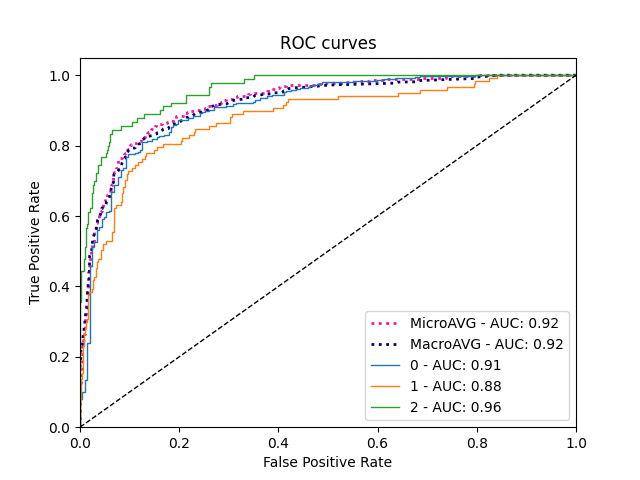 ROC curves
True Positive Rate
1.0
0.8
0.6
0.4
0.2
0.0
0.0 0.2 0.4 0.6 0.8 1.0
False Positive Rate
MicroAVG - AUC: 0.92
MacroAVG - AUC: 0.92
0 - AUC: 0.91
1 - AUC: 0.88
2 - AUC: 0.96